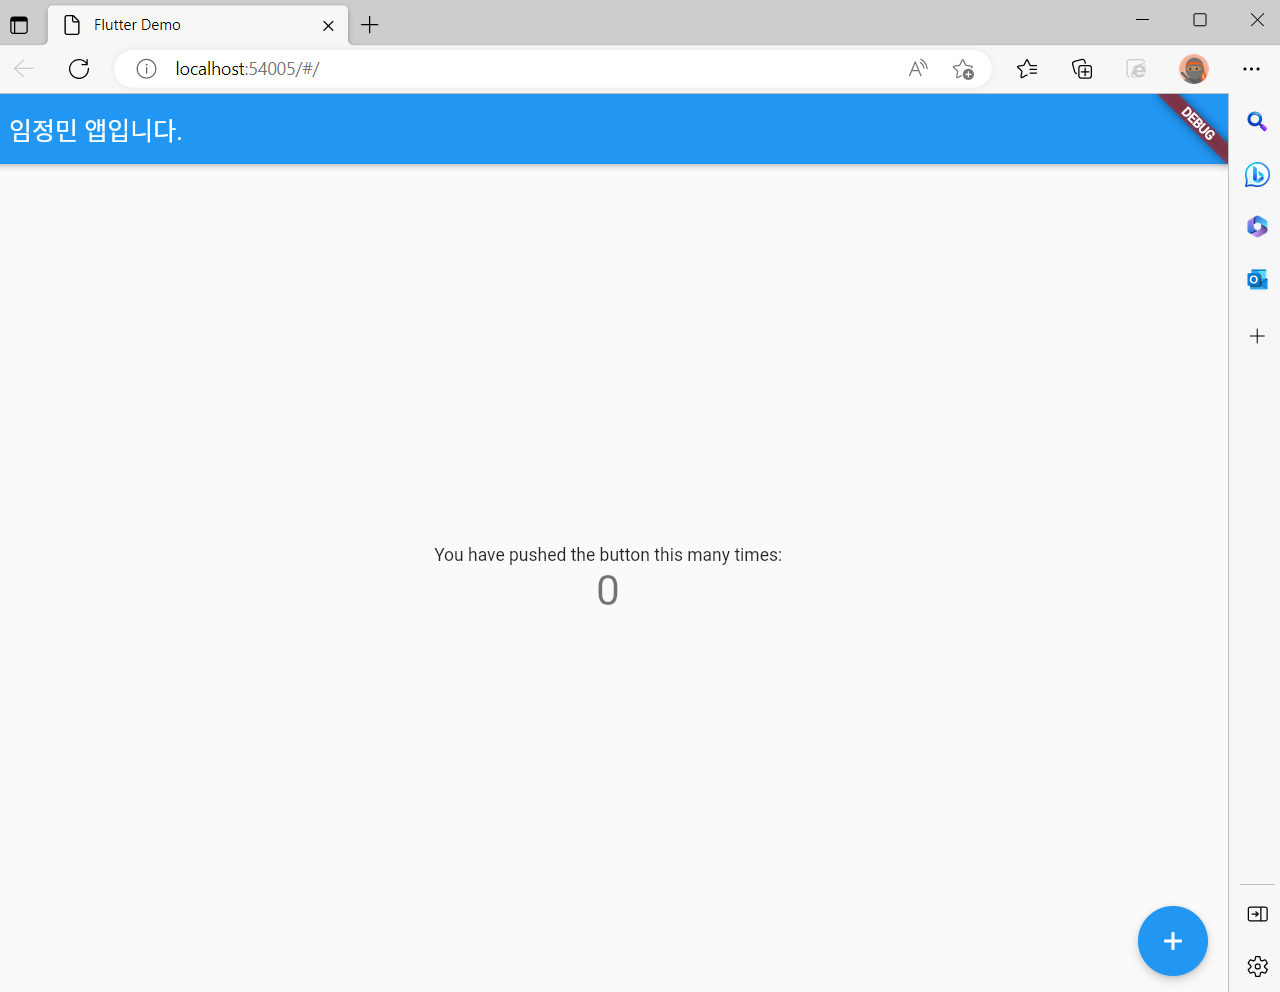 Flutter Demo
localhost:54005/#/
임정민 앱입니다.
DEBUG
You have pushed the button this many times:
0